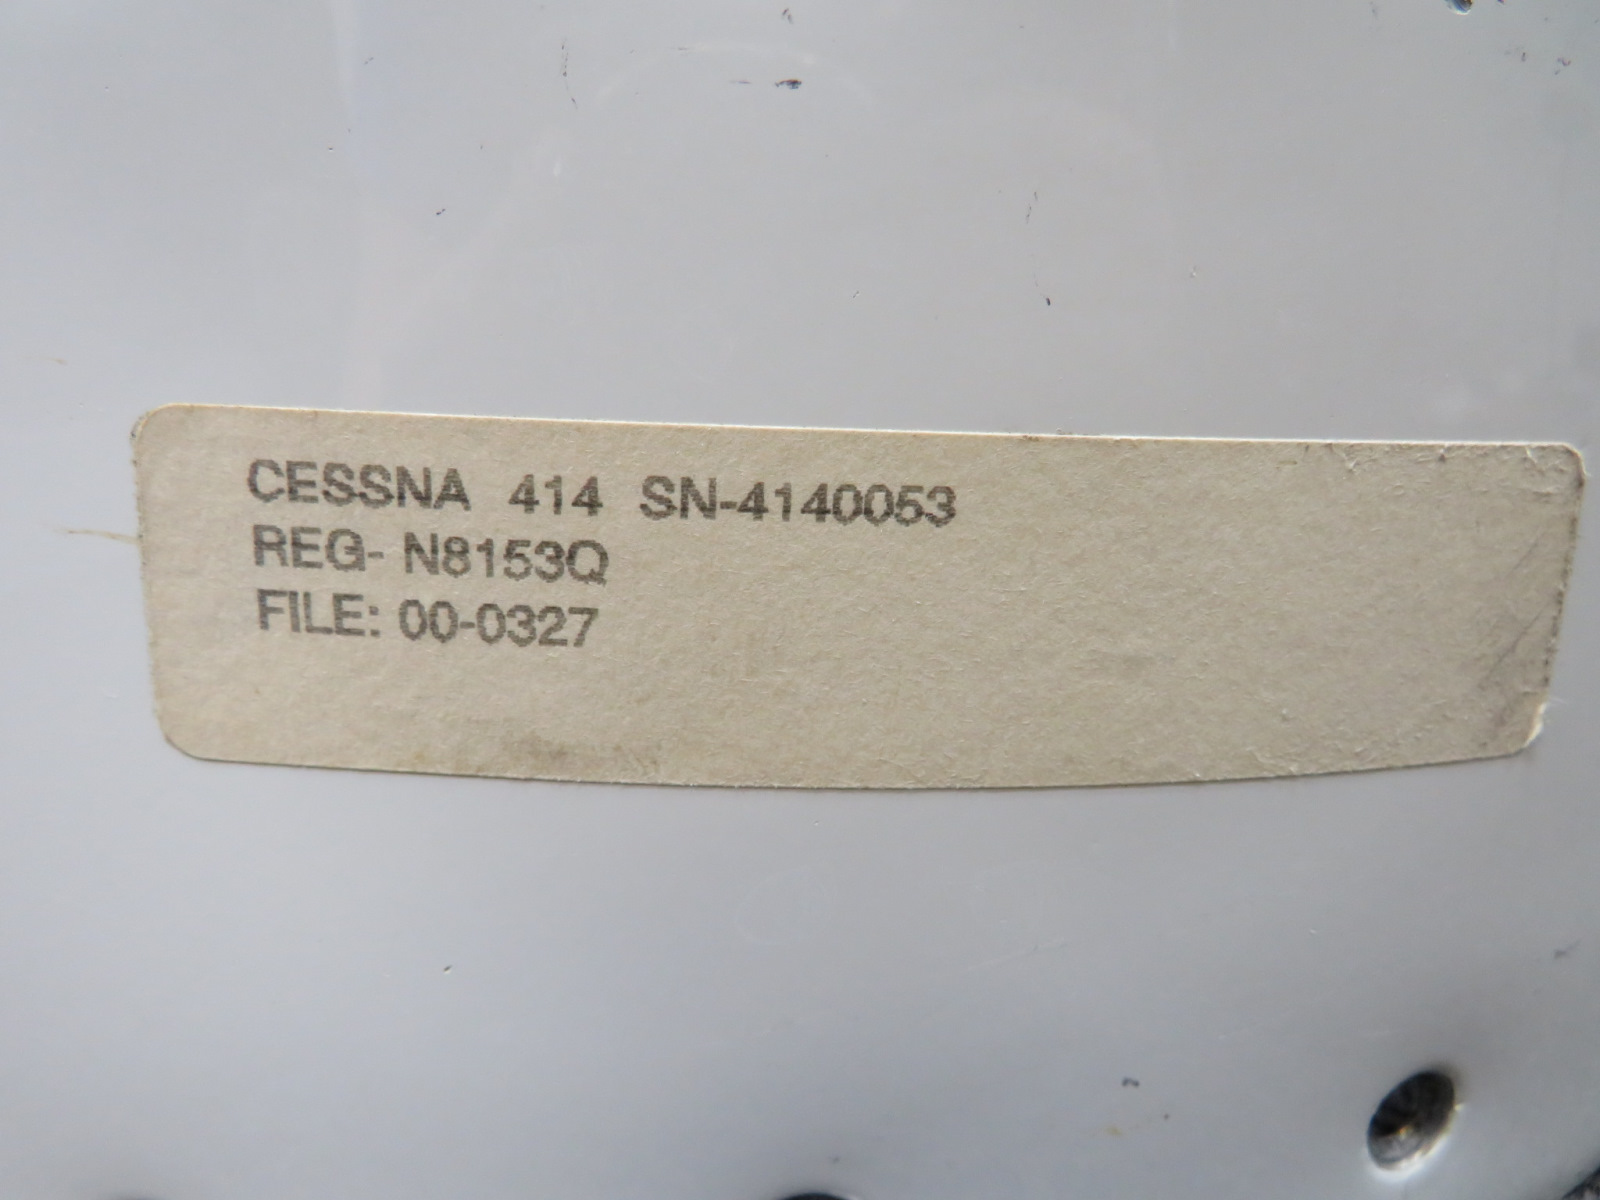 CESSNA 414 SN-4140053
REG- N8153Q
FILE: 00-0327